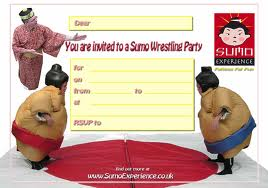 Dear
You are invited to a Sumo Wrestling Party
for
on
from to
at
RSVP to
SUMO
EXPERIENCE
Find out more at
www.SumoExperience.co.uk